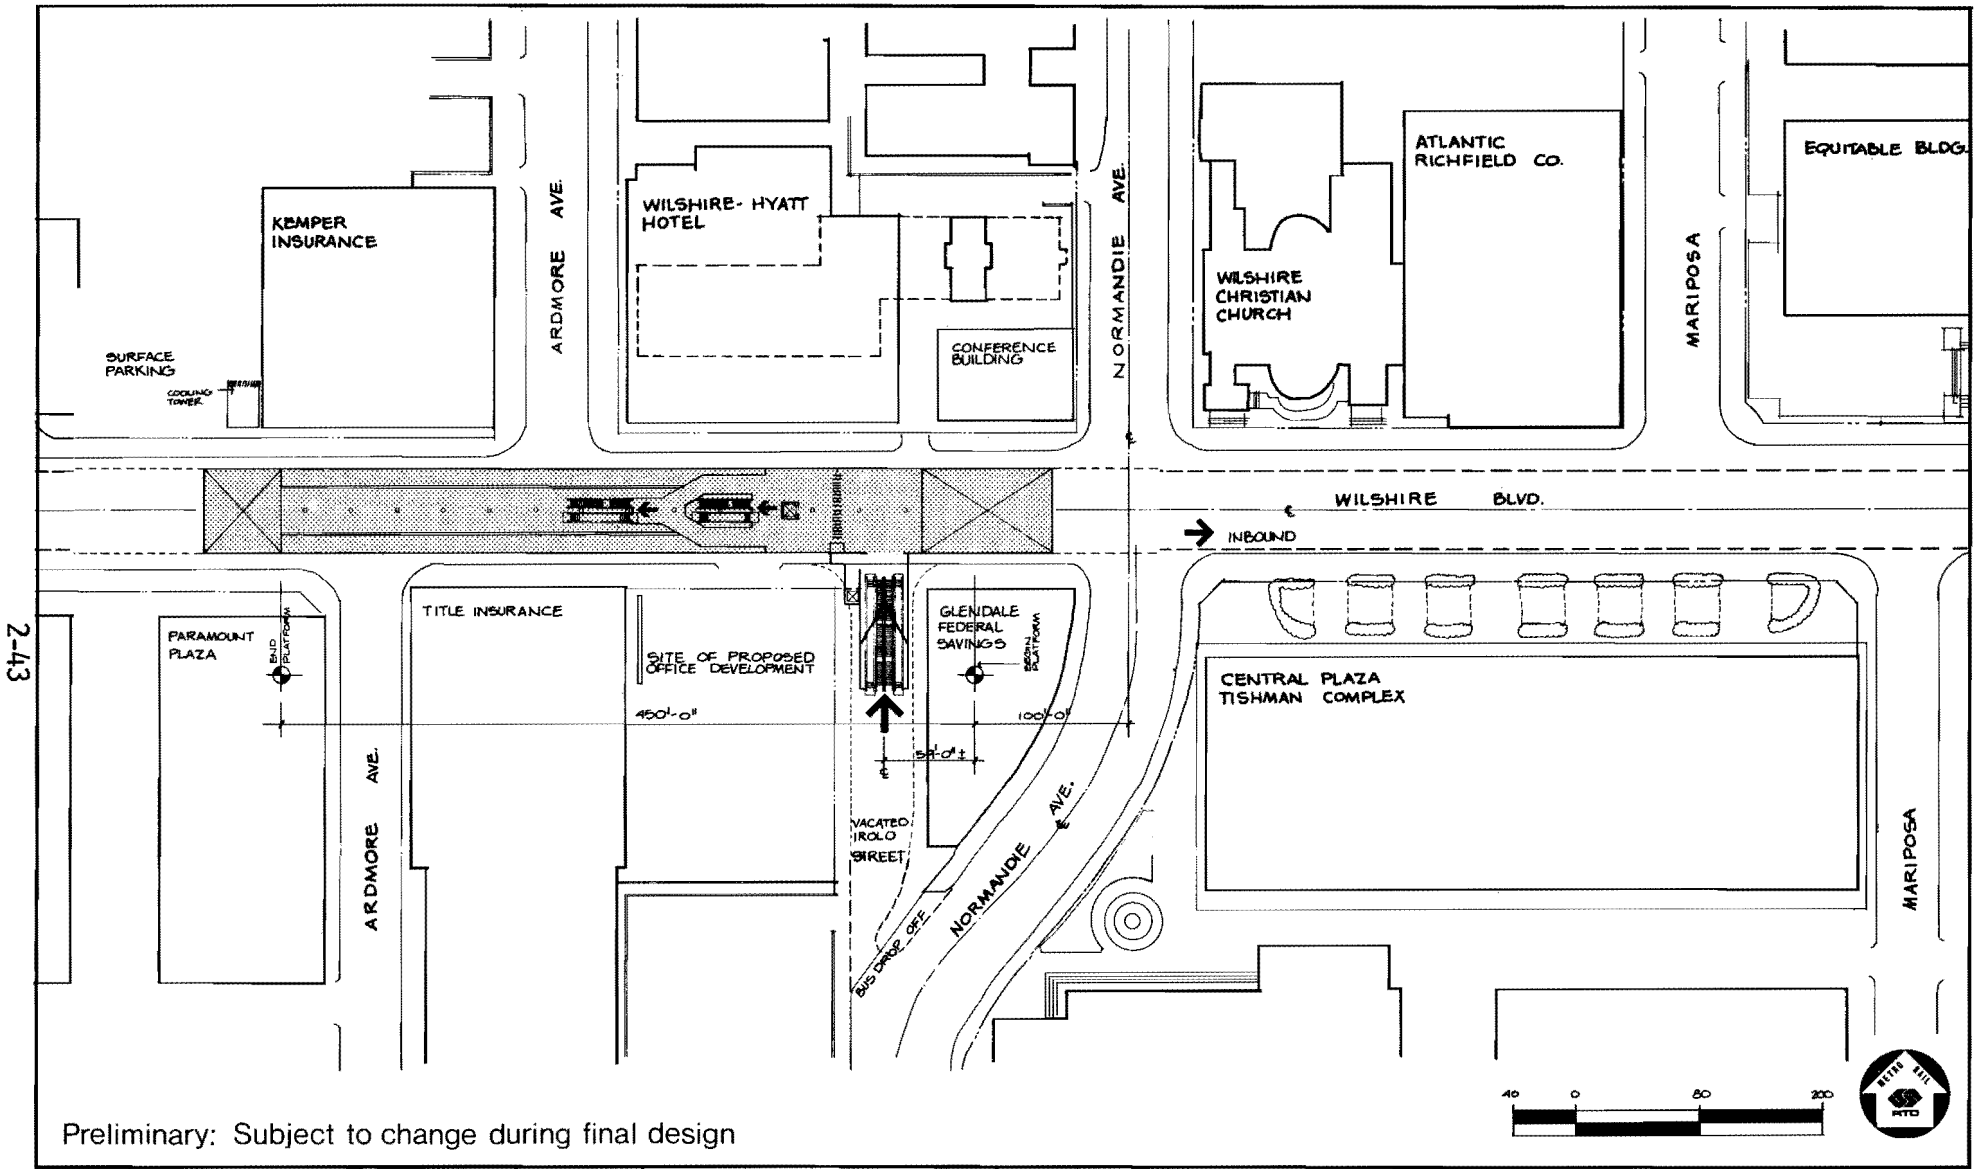 ATLANTIC
RICHFIELD CO.
EQUITABLE BLDG.
KEMPER
INSURANCE
ARDMORE AVE.
WILSHIRE-HYATT
HOTEL
NORMANDIE AVE.
WILSHIRE
CHRISTIAN
CHURCH
MARIPOSA
SURFACE
PARKING
COOLING
TOWER
CONFERENCE
BUILDING
WILSHIRE BLVD.
INBOUND
TITLE INSURANCE
PARAMOUNT
PLAZA
END
PLATFORM
SITE OF PROPOSED
OFFICE DEVELOPMENT
GLENDALE
FEDERAL
SAVINGS
BEGIN
PLATFORM
CENTRAL PLAZA
TISHMAN COMPLEX
450'-0"
100'-0"
59'-0" ±
ARDMORE AVE.
VACATED
IROLO
STREET
BUS DROP OFF
NORMANDIE AVE.
MARIPOSA
2-43
40 0 80 200
METRO RAIL
RTD
Preliminary: Subject to change during final design